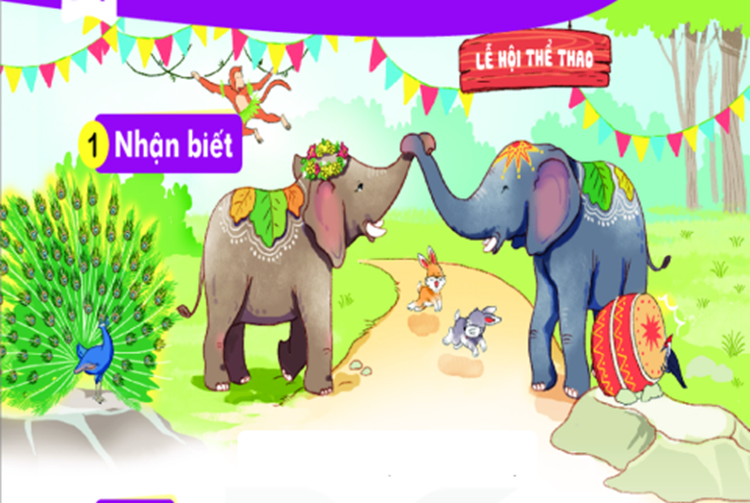 LỄ HỘI THỂ THAO
1 Nhận biết